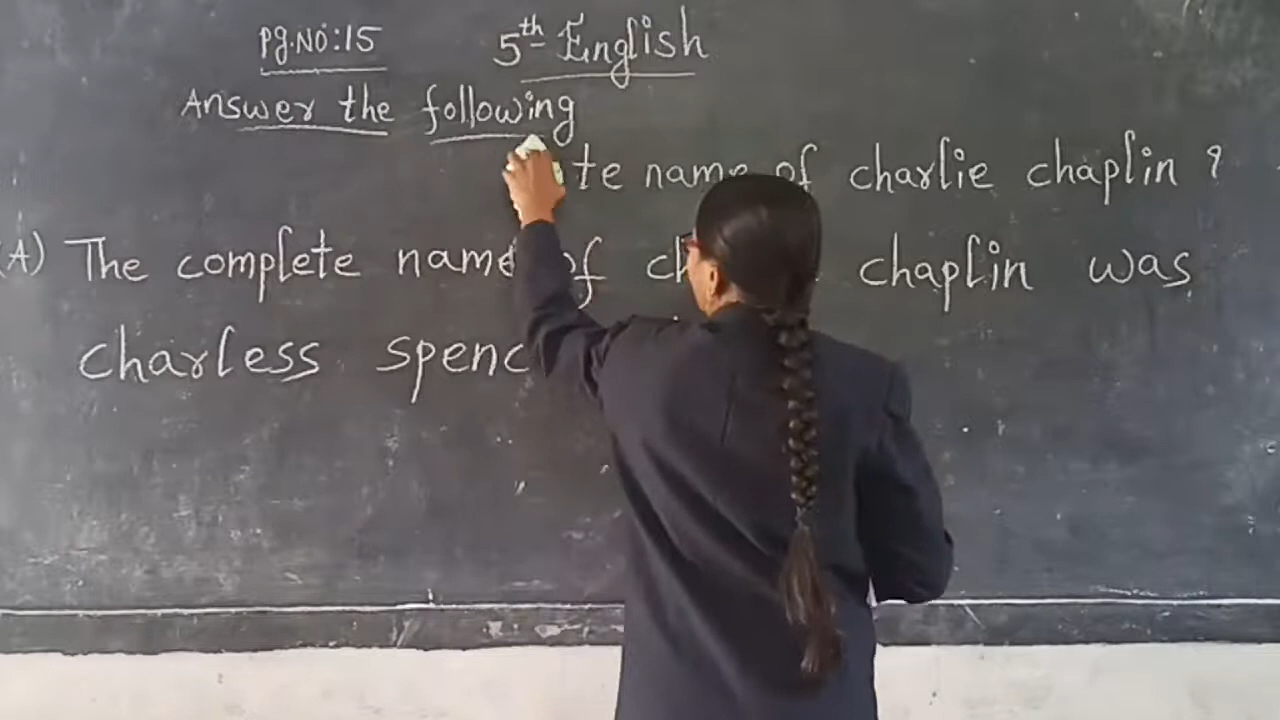 Pg.No:15
5th English
Answer the following
te name of charlie chaplin ?
A) The complete name of ch chaplin was
charless spenc